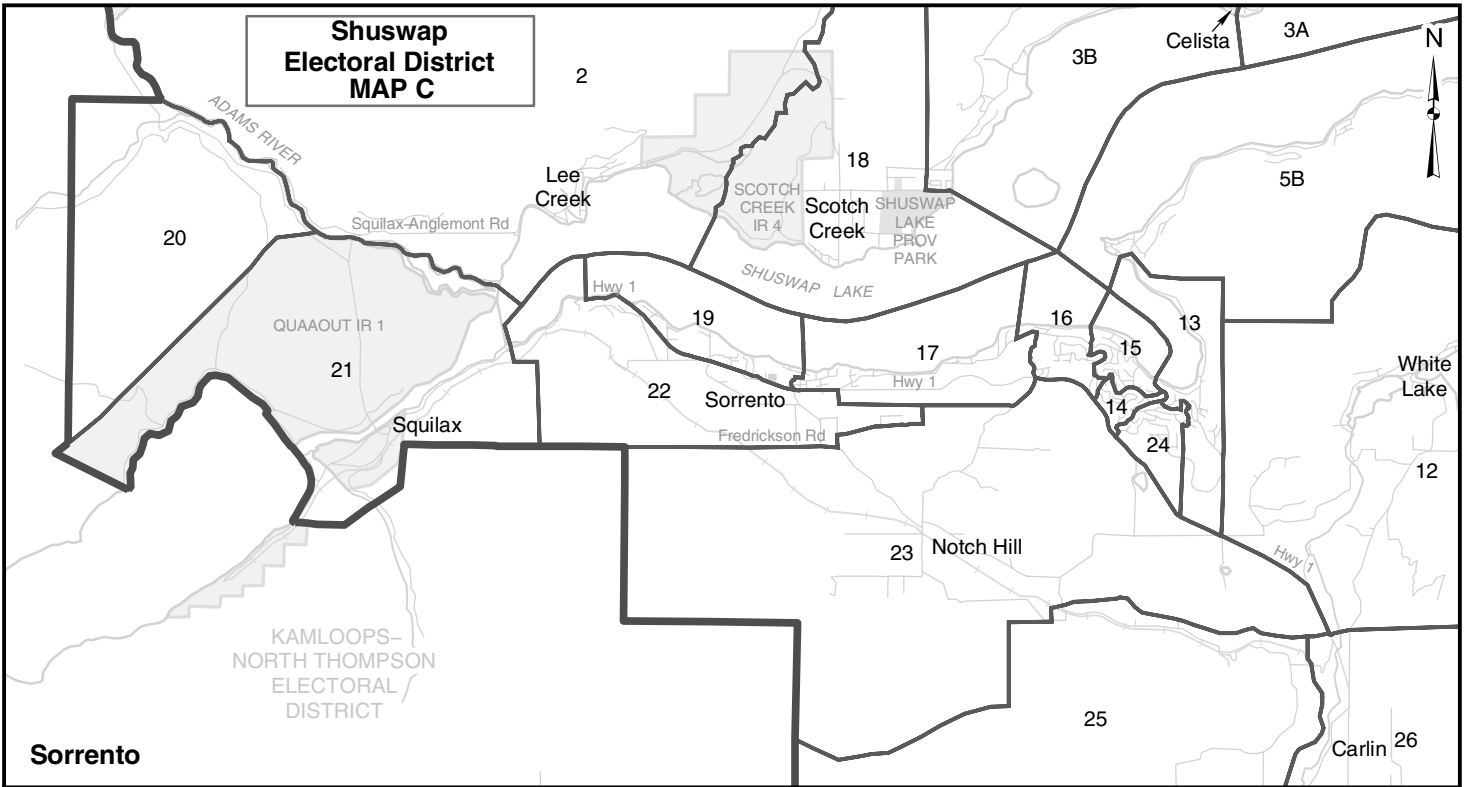 Shuswap
Electoral District
MAP C
2
3B
Celista
3A
N
ADAMS RIVER
Lee
Creek
18
5B
SCOTCH
CREEK
IR 4
Scotch
Creek
SHUSWAP
LAKE
PROV
PARK
Squilax-Anglemont Rd
20
SHUSWAP LAKE
Hwy 1
19
16
13
15
QUAAOUT IR 1
17
21
22
Hwy 1
White
Lake
Sorrento
14
Squilax
Fredrickson Rd
24
12
23
Notch Hill
Hwy 1
KAMLOOPS–
NORTH THOMPSON
ELECTORAL
DISTRICT
25
Carlin
26
Sorrento